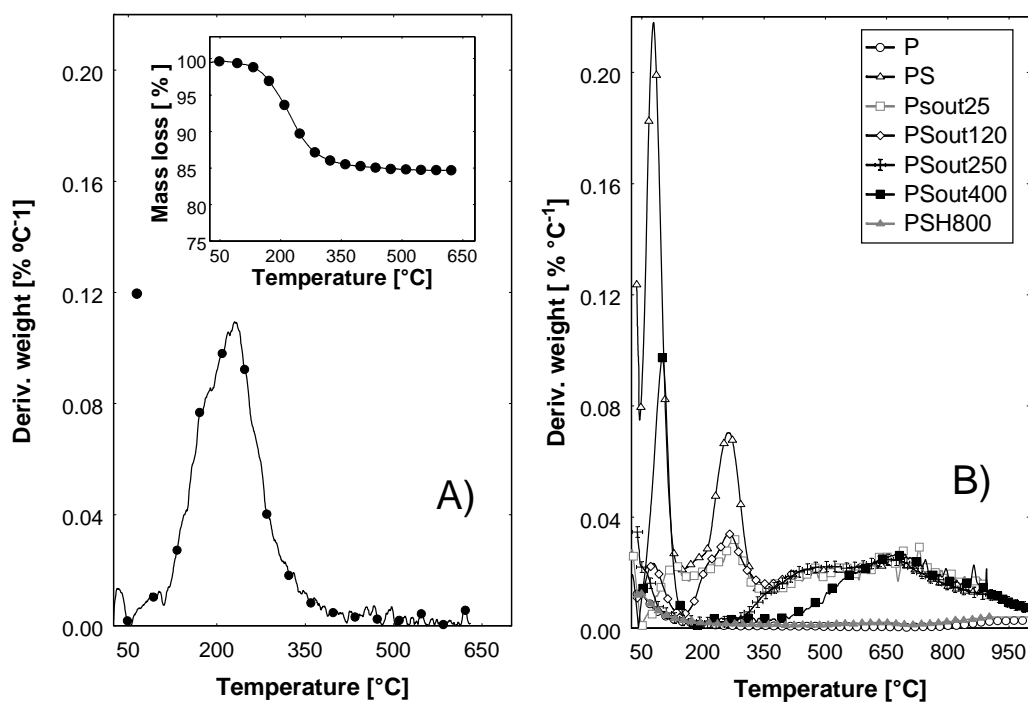 0.20
0.16
0.12
0.08
0.04
0.00
Deriv. weight [% ºC-1]
50 200 350 500 650
Temperature [°C]
A)
100
95
90
85
80
75
Mass loss [ % ]
50 200 350 500 650
Temperature [°C]
0.20
0.16
0.12
0.08
0.04
0.00
Deriv. weight [ % °C-1]
50 200 350 500 650 800 950
Temperature [°C]
B)
P
PS
Psout25
PSout120
PSout250
PSout400
PSH800